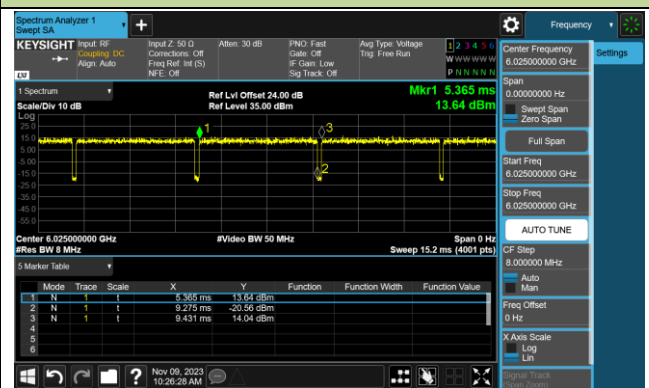 Spectrum Analyzer 1
Swept SA
+
Frequency
KEYSIGHT
Input: RF
Coupling: DC
Align: Auto
Input Z: 50 Ω
Corrections: Off
Freq Ref: Int (S)
NFE: Off
Atten: 30 dB
PNO: Fast
Gate: Off
IF Gain: Low
Sig Track: Off
Avg Type: Voltage
Trig: Free Run
1 2 3 4 5 6
W W W W W W
P N N N N N
LXI
1 Spectrum
Scale/Div 10 dB
Ref Lvl Offset 24.00 dB
Ref Level 35.00 dBm
Mkr1 5.365 ms
13.64 dBm
Log
25.0
15.0
5.00
-5.00
-15.0
-25.0
-35.0
-45.0
-55.0
1
3
2
Center 6.025000000 GHz
#Res BW 8 MHz
#Video BW 50 MHz
Span 0 Hz
Sweep 15.2 ms (4001 pts)
5 Marker Table
Mode Trace Scale X Y Function Function Width Function Value
1 N 1 t 5.365 ms 13.64 dBm
2 N 1 t 9.275 ms -20.56 dBm
3 N 1 t 9.431 ms 14.04 dBm
4
5
6
Nov 09, 2023
10:26:28 AM
Center Frequency
6.025000000 GHz
Settings
Span
0.00000000 Hz
Swept Span
Zero Span
Full Span
Start Freq
6.025000000 GHz
Stop Freq
6.025000000 GHz
AUTO TUNE
CF Step
8.000000 MHz
Auto
Man
Freq Offset
0 Hz
X Axis Scale
Log
Lin
Signal Track
(Span Zoom)